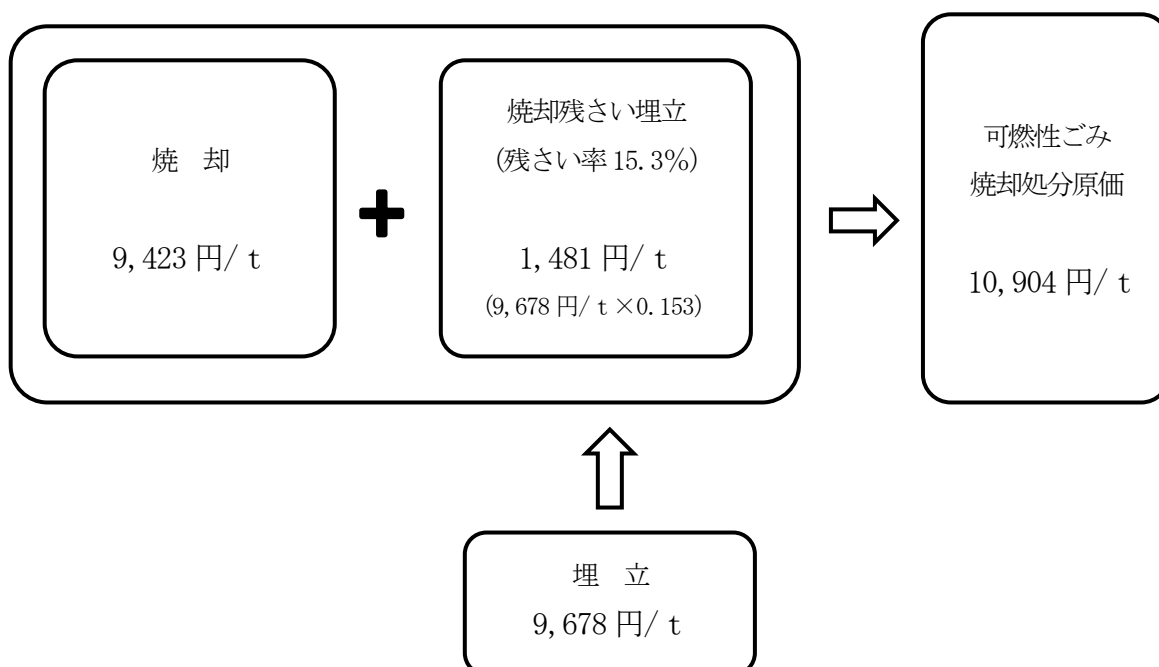 焼　却
9,423 円/ｔ
焼却残さい埋立
(残さい率 15.3%)
1,481 円/ｔ
(9,678 円/ｔ×0.153)
可燃性ごみ
焼却処分原価
10,904 円/ｔ
埋　立
9,678 円/ｔ